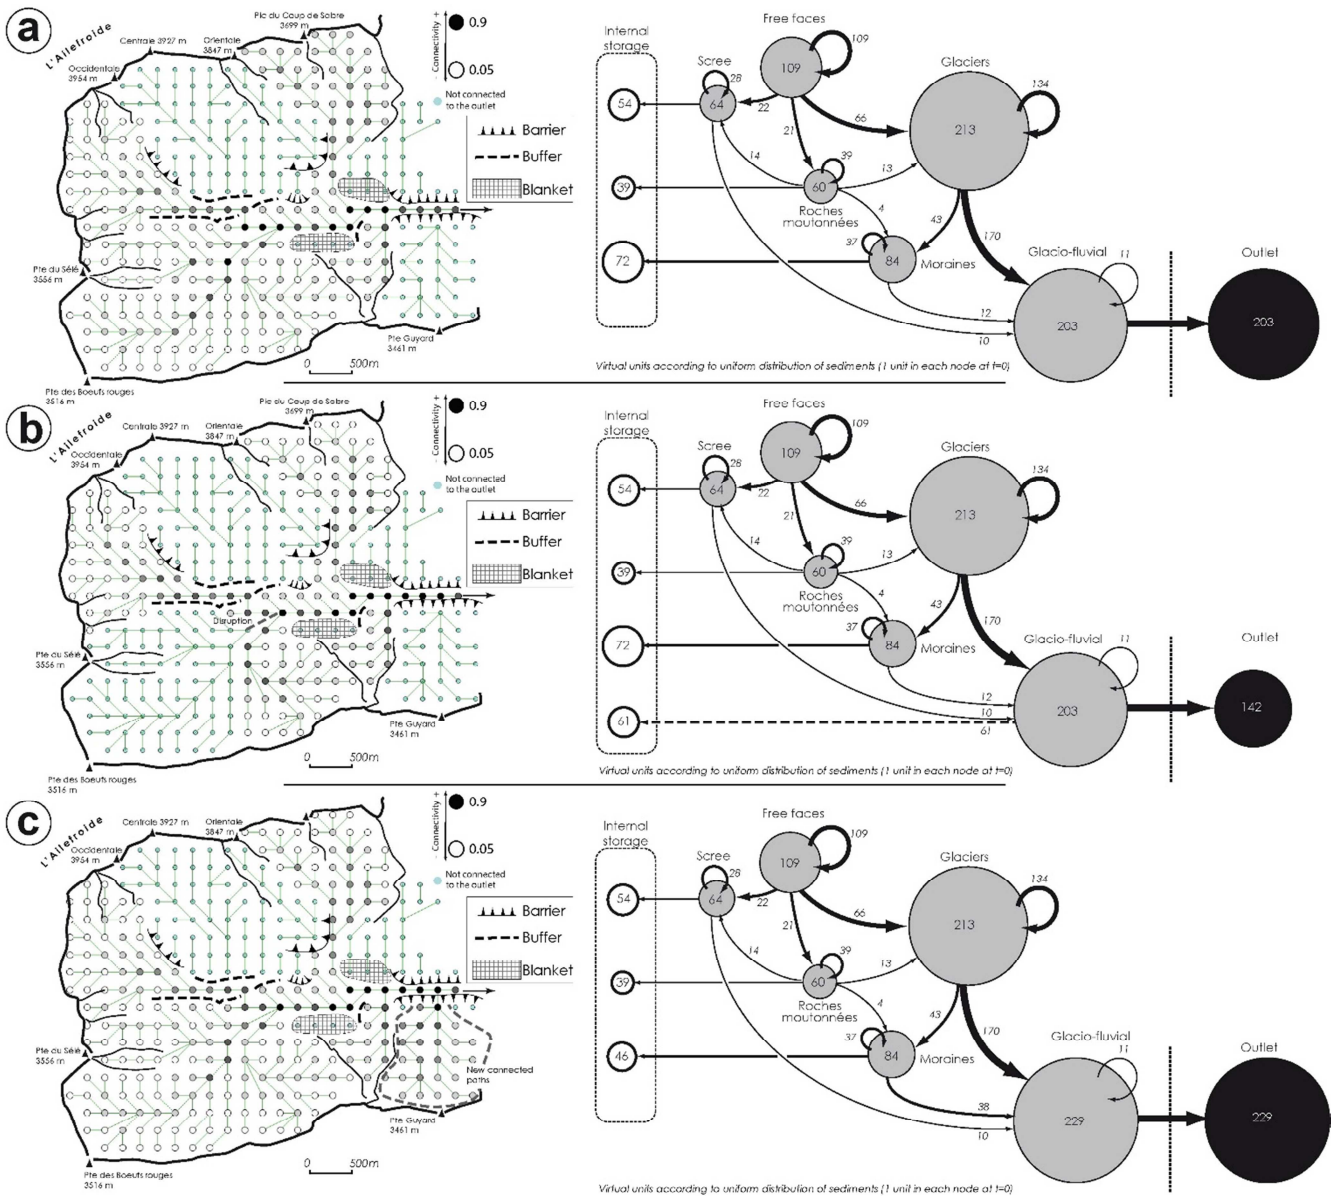 a
L'Ailefroide
Occidentale
3954 m
Centrale 3927 m
Orientale
3847 m
Pic du Coup de Sabre
3699 m
- Connectivity +
0.9
0.05
Not connected
to the outlet
Barrier
Buffer
Blanket
Pte du Sélé
3556 m
Pte Guyard
3461 m
Pte des Boeufs rouges
3516 m
0 500m
Internal
storage
54
39
72
Scree
64
28
Free faces
109
109
22
21
66
14
39
60
13
Roches
moutonnées
4
37
84
Moraines
Glaciers
213
134
43
170
Glacio-fluvial
11
203
12
10
Outlet
203
Virtual units according to uniform distribution of sediments (1 unit in each node at t=0)
b
L'Ailefroide
Occidentale
3954 m
Centrale 3927 m
Orientale
3847 m
Pic du Coup de Sabre
3699 m
- Connectivity +
0.9
0.05
Not connected
to the outlet
Barrier
Buffer
Blanket
Disruption
Pte du Sélé
3556 m
Pte Guyard
3461 m
Pte des Boeufs rouges
3516 m
0 500m
Internal
storage
54
39
72
61
Scree
64
28
Free faces
109
109
22
21
66
14
39
60
13
Roches
moutonnées
4
37
84
Moraines
Glaciers
213
134
43
170
Glacio-fluvial
11
203
12
10
61
Outlet
142
Virtual units according to uniform distribution of sediments (1 unit in each node at t=0)
c
L'Ailefroide
Occidentale
3954 m
Centrale 3927 m
Orientale
3847 m
- Connectivity +
0.9
0.05
Not connected
to the outlet
Barrier
Buffer
Blanket
New connected
paths
Pte du Sélé
3556 m
Pte Guyard
3461 m
Pte des Boeufs rouges
3516 m
0 500m
Internal
storage
54
39
46
Scree
64
28
Free faces
109
109
22
21
66
14
39
60
13
Roches
moutonnées
4
37
84
Moraines
Glaciers
213
134
43
170
Glacio-fluvial
11
229
38
10
Outlet
229
Virtual units according to uniform distribution of sediments (1 unit in each node at t=0)